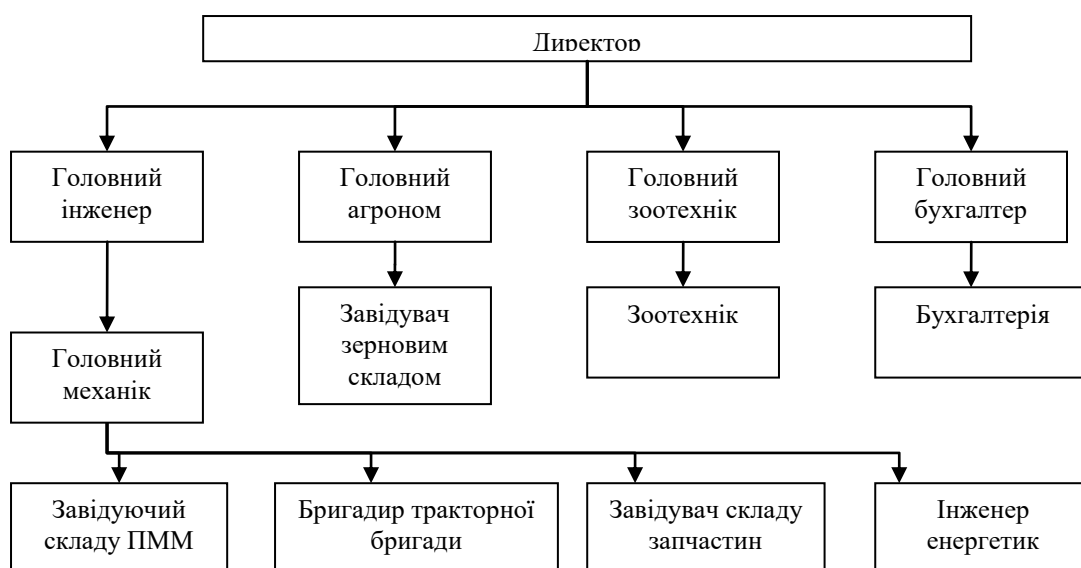 Директор
Головний
інженер
Головний
агроном
Головний
зоотехнік
Головний
бухгалтер
Завідувач
зерновим
складом
Зоотехнік
Бухгалтерія
Головний
механік
Завідуючий
складу ПММ
Бригадир тракторної
бригади
Завідувач складу
запчастин
Інженер
енергетик